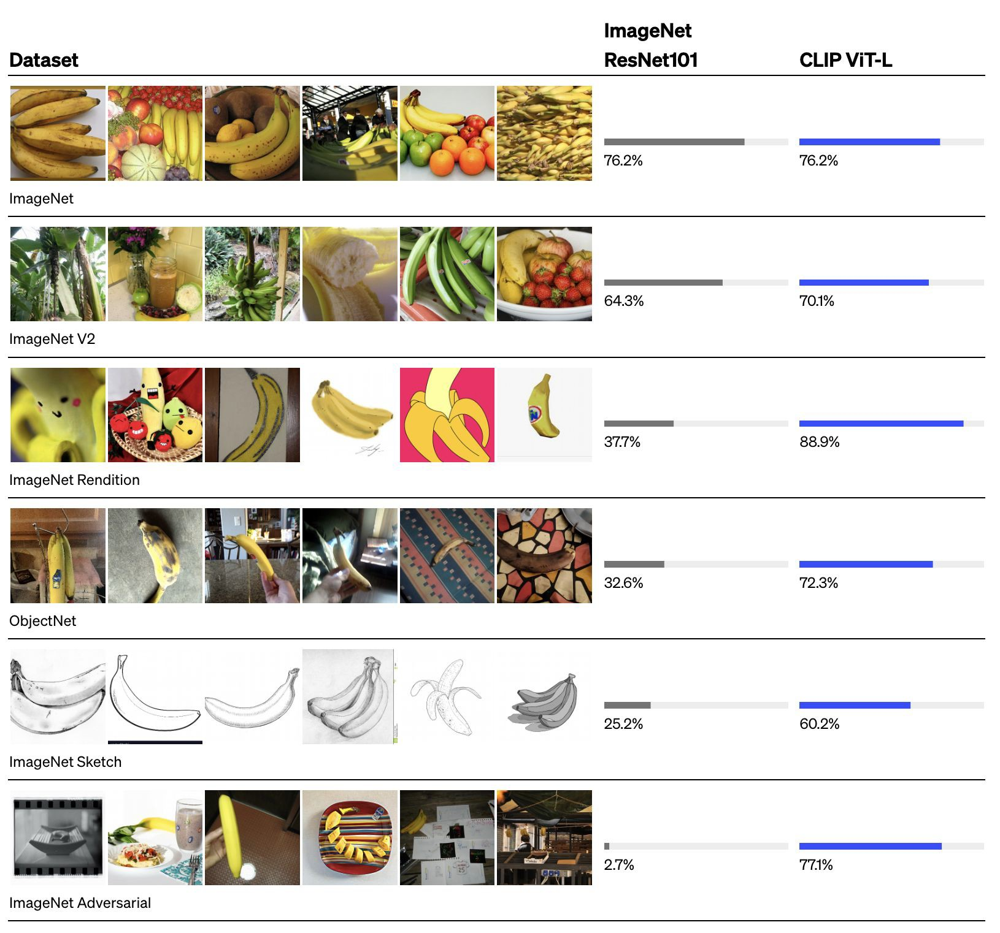 ImageNet
Dataset
ResNet101
CLIP ViT-L
76.2%
76.2%
ImageNet
64.3%
70.1%
ImageNet V2
37.7%
88.9%
ImageNet Rendition
32.6%
72.3%
ObjectNet
25.2%
60.2%
ImageNet Sketch
2.7%
77.1%
ImageNet Adversarial